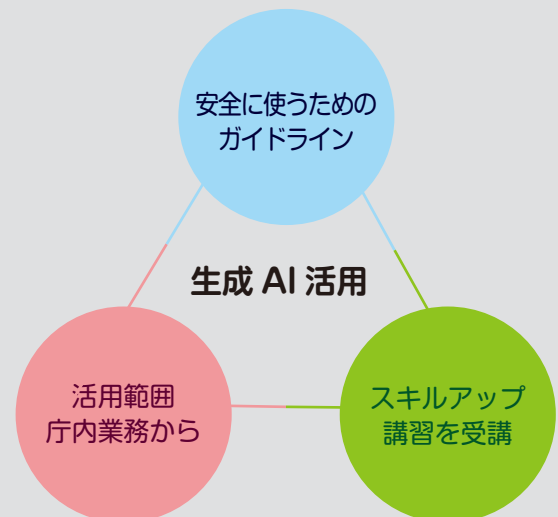 安全に使うための
ガイドライン
生成 AI 活用
活用範囲
庁内業務から
スキルアップ
講習を受講